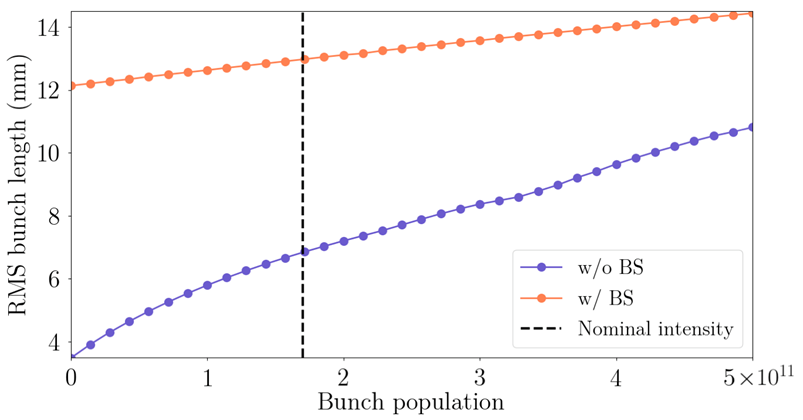 RMS bunch length (mm)
14
12
10
8
6
4
w/o BS
w/ BS
Nominal intensity
0 1 2 3 4 5×10¹¹
Bunch population